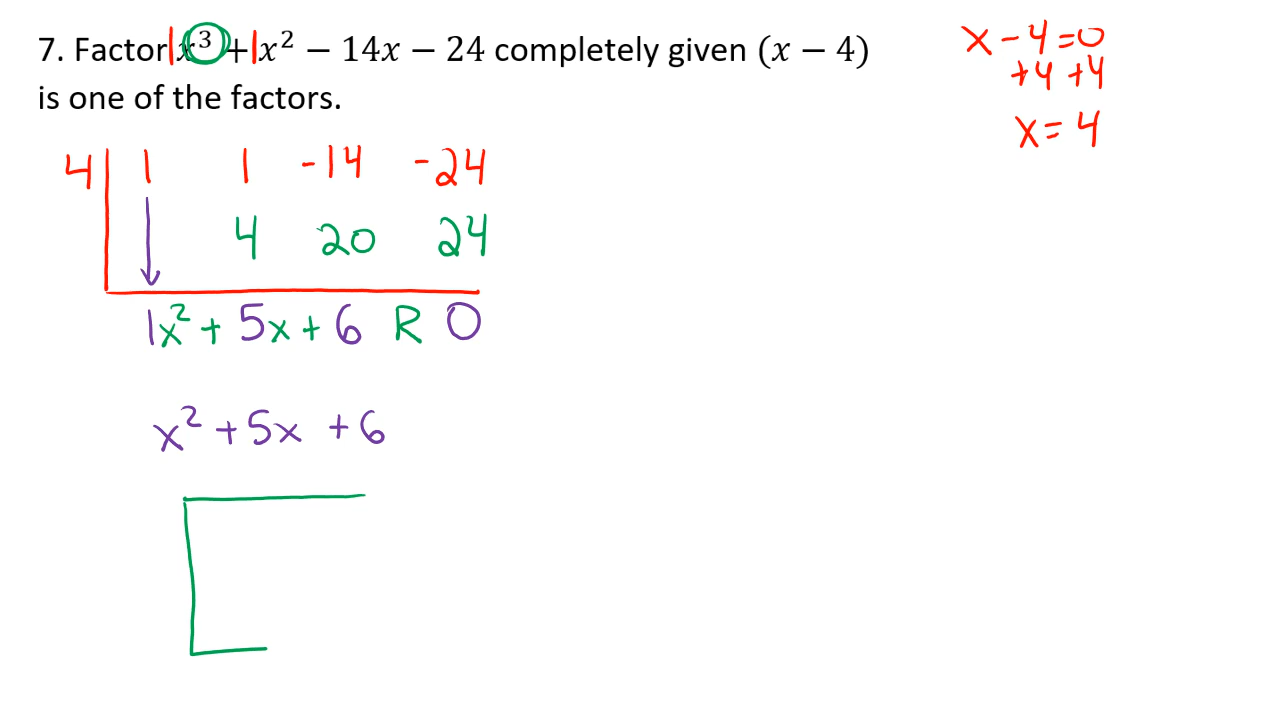 7. Factor 1x³ + 1x² − 14x − 24 completely given (x − 4)
is one of the factors.
x - 4 = 0
+4 +4
x = 4
4 1 1 -14 -24
4 20 24
1x² + 5x + 6 R 0
x² + 5x + 6